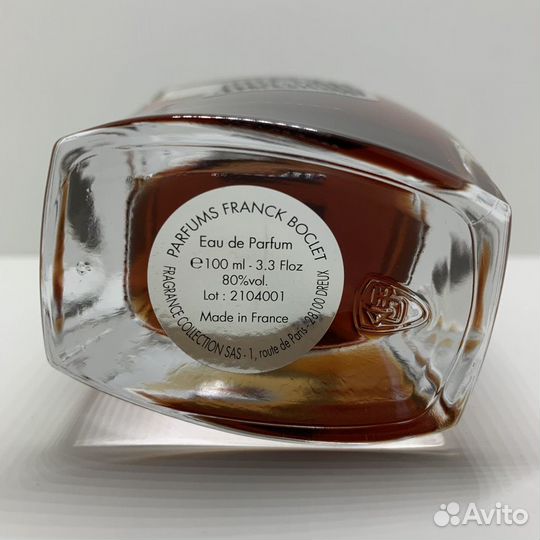 PARFUMS FRANCK BOCLET
Eau de Parfum
℮100 ml - 3.3 Floz
80%vol.
Lot : 2104001
Made in France
FRAGRANCE COLLECTION SAS - 1, route de Paris - 28100 DREUX
Avito